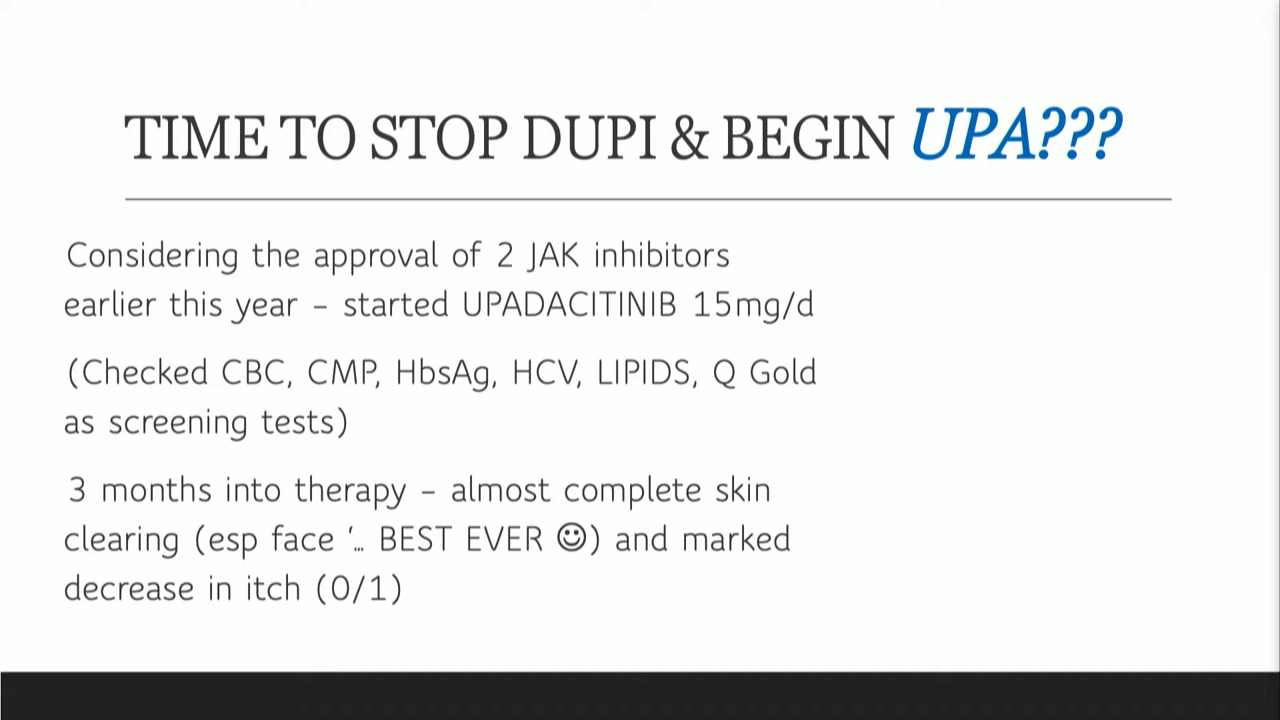 TIME TO STOP DUPI & BEGIN UPA???
Considering the approval of 2 JAK inhibitors
earlier this year – started UPADACITINIB 15mg/d
(Checked CBC, CMP, HbsAg, HCV, LIPIDS, Q Gold
as screening tests)
3 months into therapy – almost complete skin
clearing (esp face ‘… BEST EVER ☺) and marked
decrease in itch (0/1)